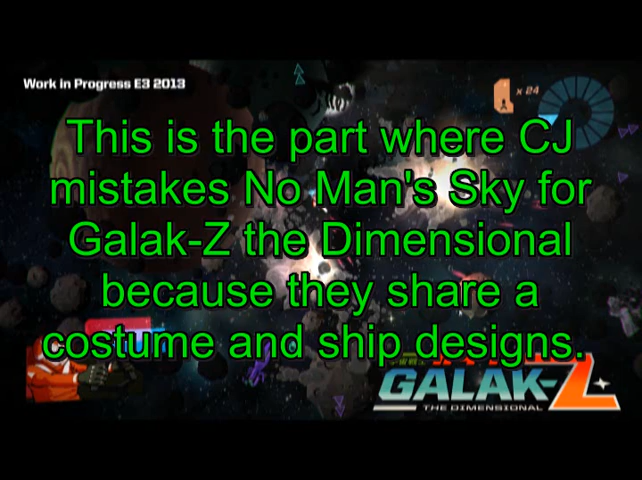 Work in Progress E3 2013
x 24
This is the part where CJ
mistakes No Man's Sky for
Galak-Z the Dimensional
because they share a
costume and ship designs.
GALAK-Z
THE DIMENSIONAL